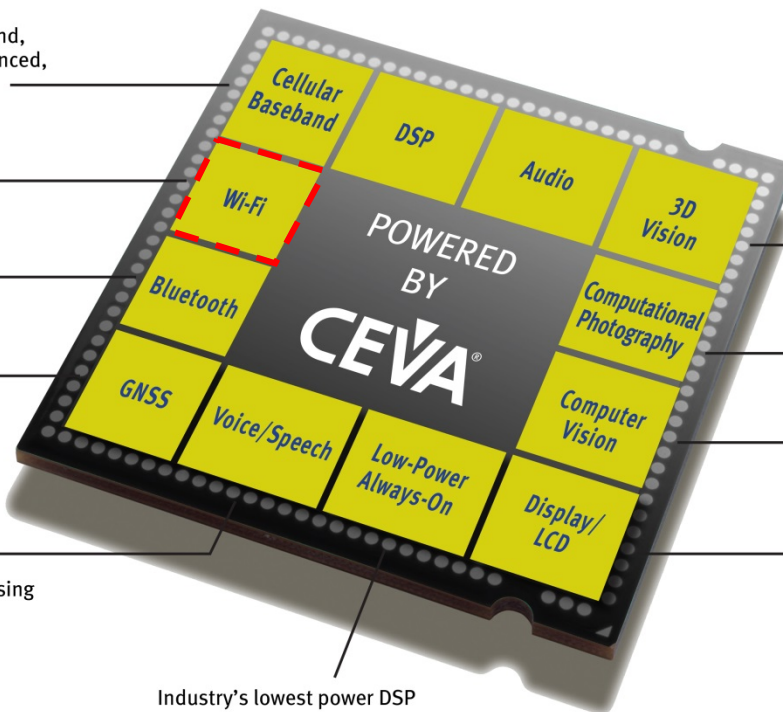 nd,
nced,
Cellular
Baseband
DSP
Audio
3D
Vision
Wi-Fi
POWERED
BY
CEVA®
Computational
Photography
Bluetooth
Computer
Vision
GNSS
Voice/Speech
Low-Power
Always-On
Display/
LCD
sing
Industry's lowest power DSP